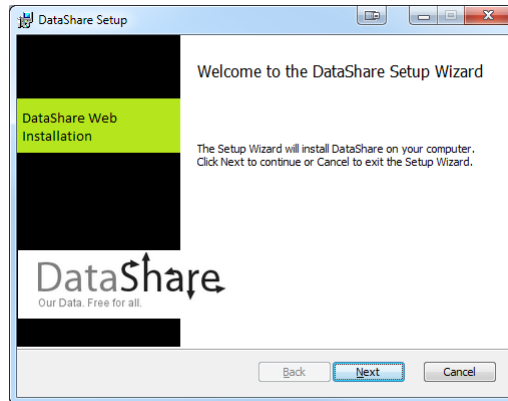 DataShare Setup
Welcome to the DataShare Setup Wizard
DataShare Web
Installation
The Setup Wizard will install DataShare on your computer.
Click Next to continue or Cancel to exit the Setup Wizard.
DataShare
Our Data. Free for all.
Back
Next
Cancel